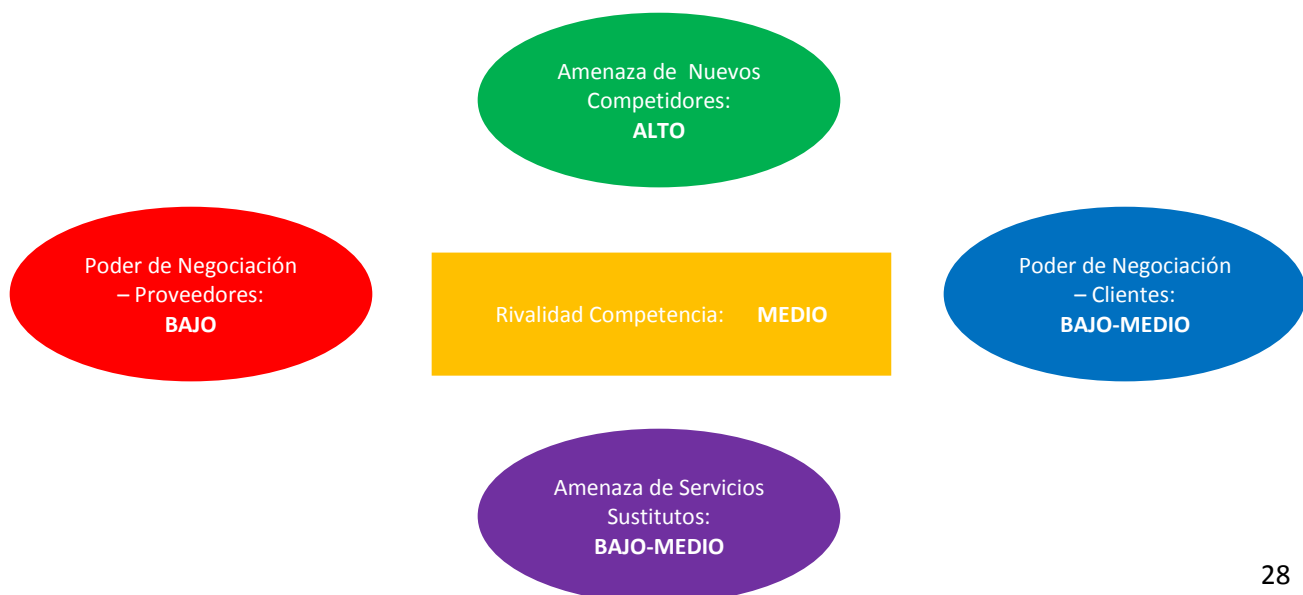 Amenaza de Nuevos
Competidores:
ALTO
Poder de Negociación
– Proveedores:
BAJO
Rivalidad Competencia: MEDIO
Poder de Negociación
– Clientes:
BAJO-MEDIO
Amenaza de Servicios
Sustitutos:
BAJO-MEDIO
28